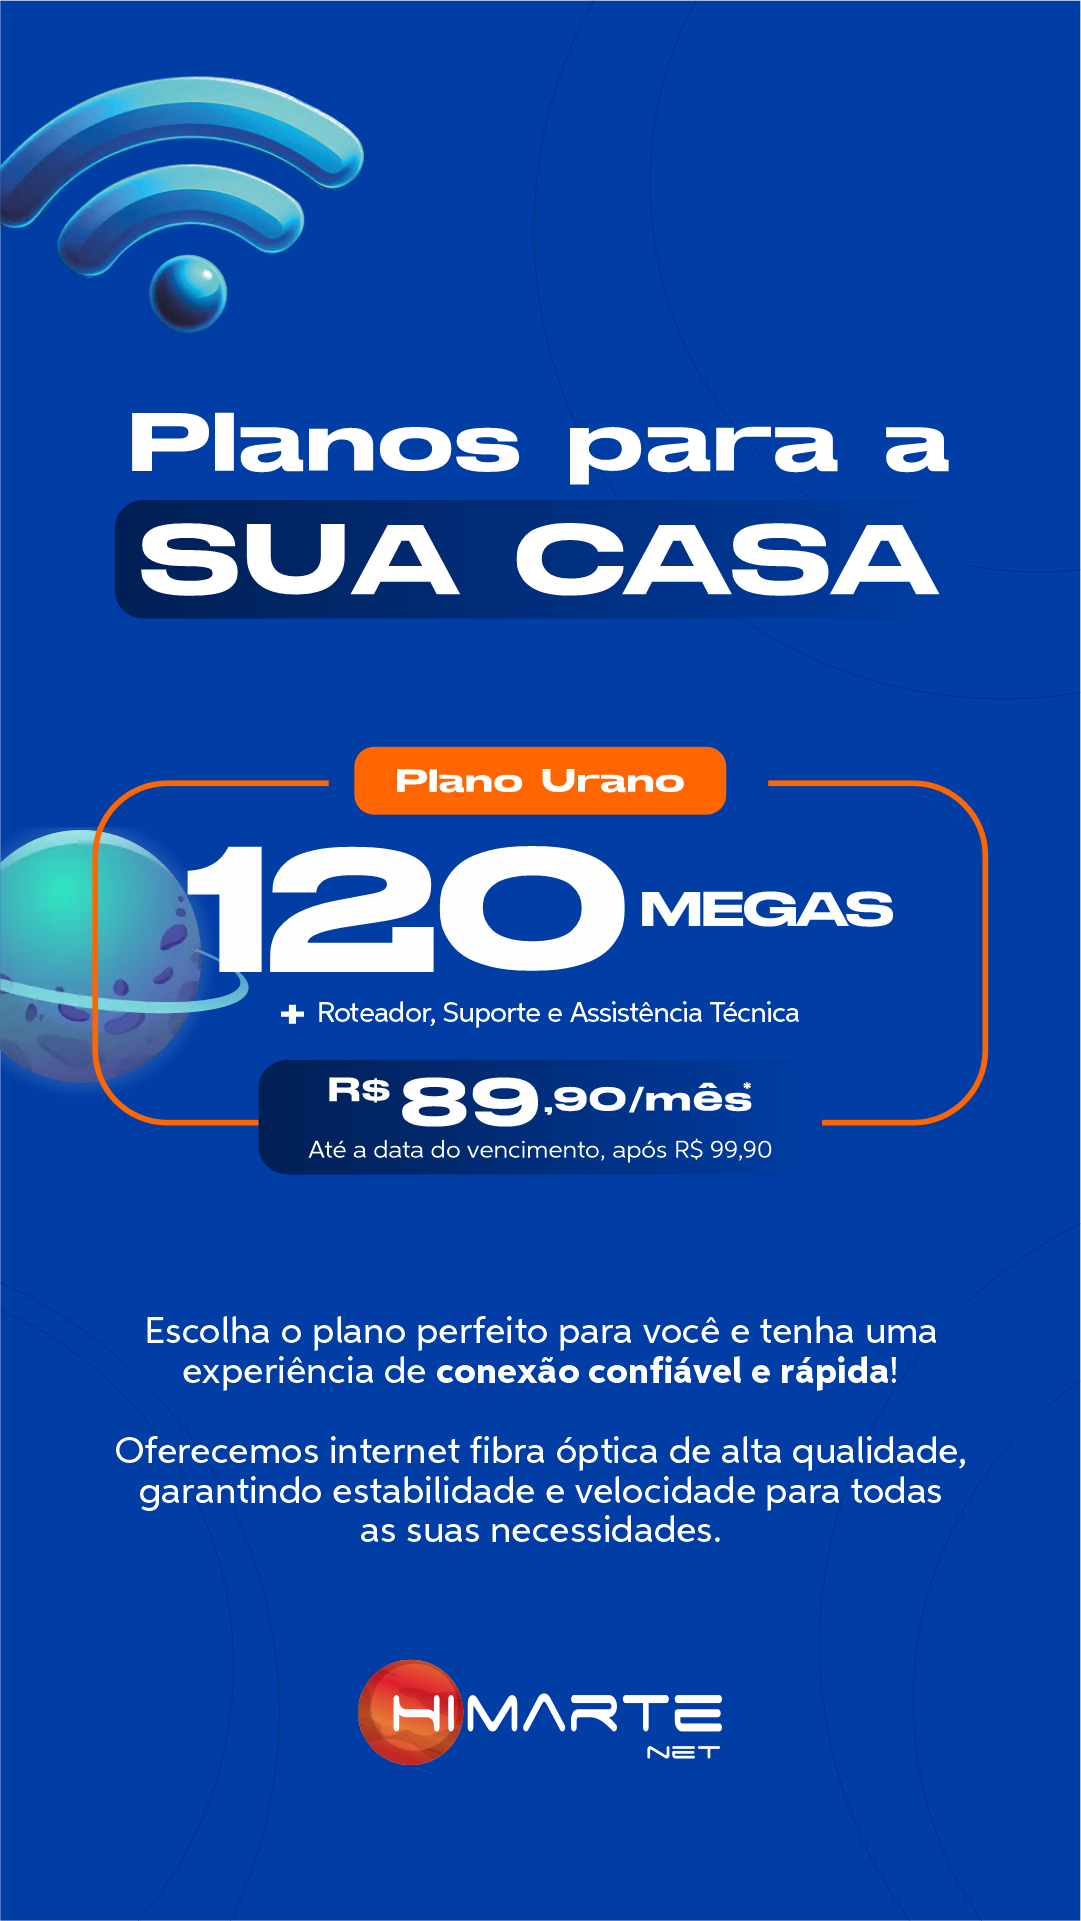 Planos para a
SUA CASA
Plano Urano
120 MEGAS
+ Roteador, Suporte e Assistência Técnica
R$ 89,90/mês*
Até a data do vencimento, após R$ 99,90
Escolha o plano perfeito para você e tenha uma
experiência de conexão confiável e rápida!
Oferecemos internet fibra óptica de alta qualidade,
garantindo estabilidade e velocidade para todas
as suas necessidades.
HIMARTE
NET